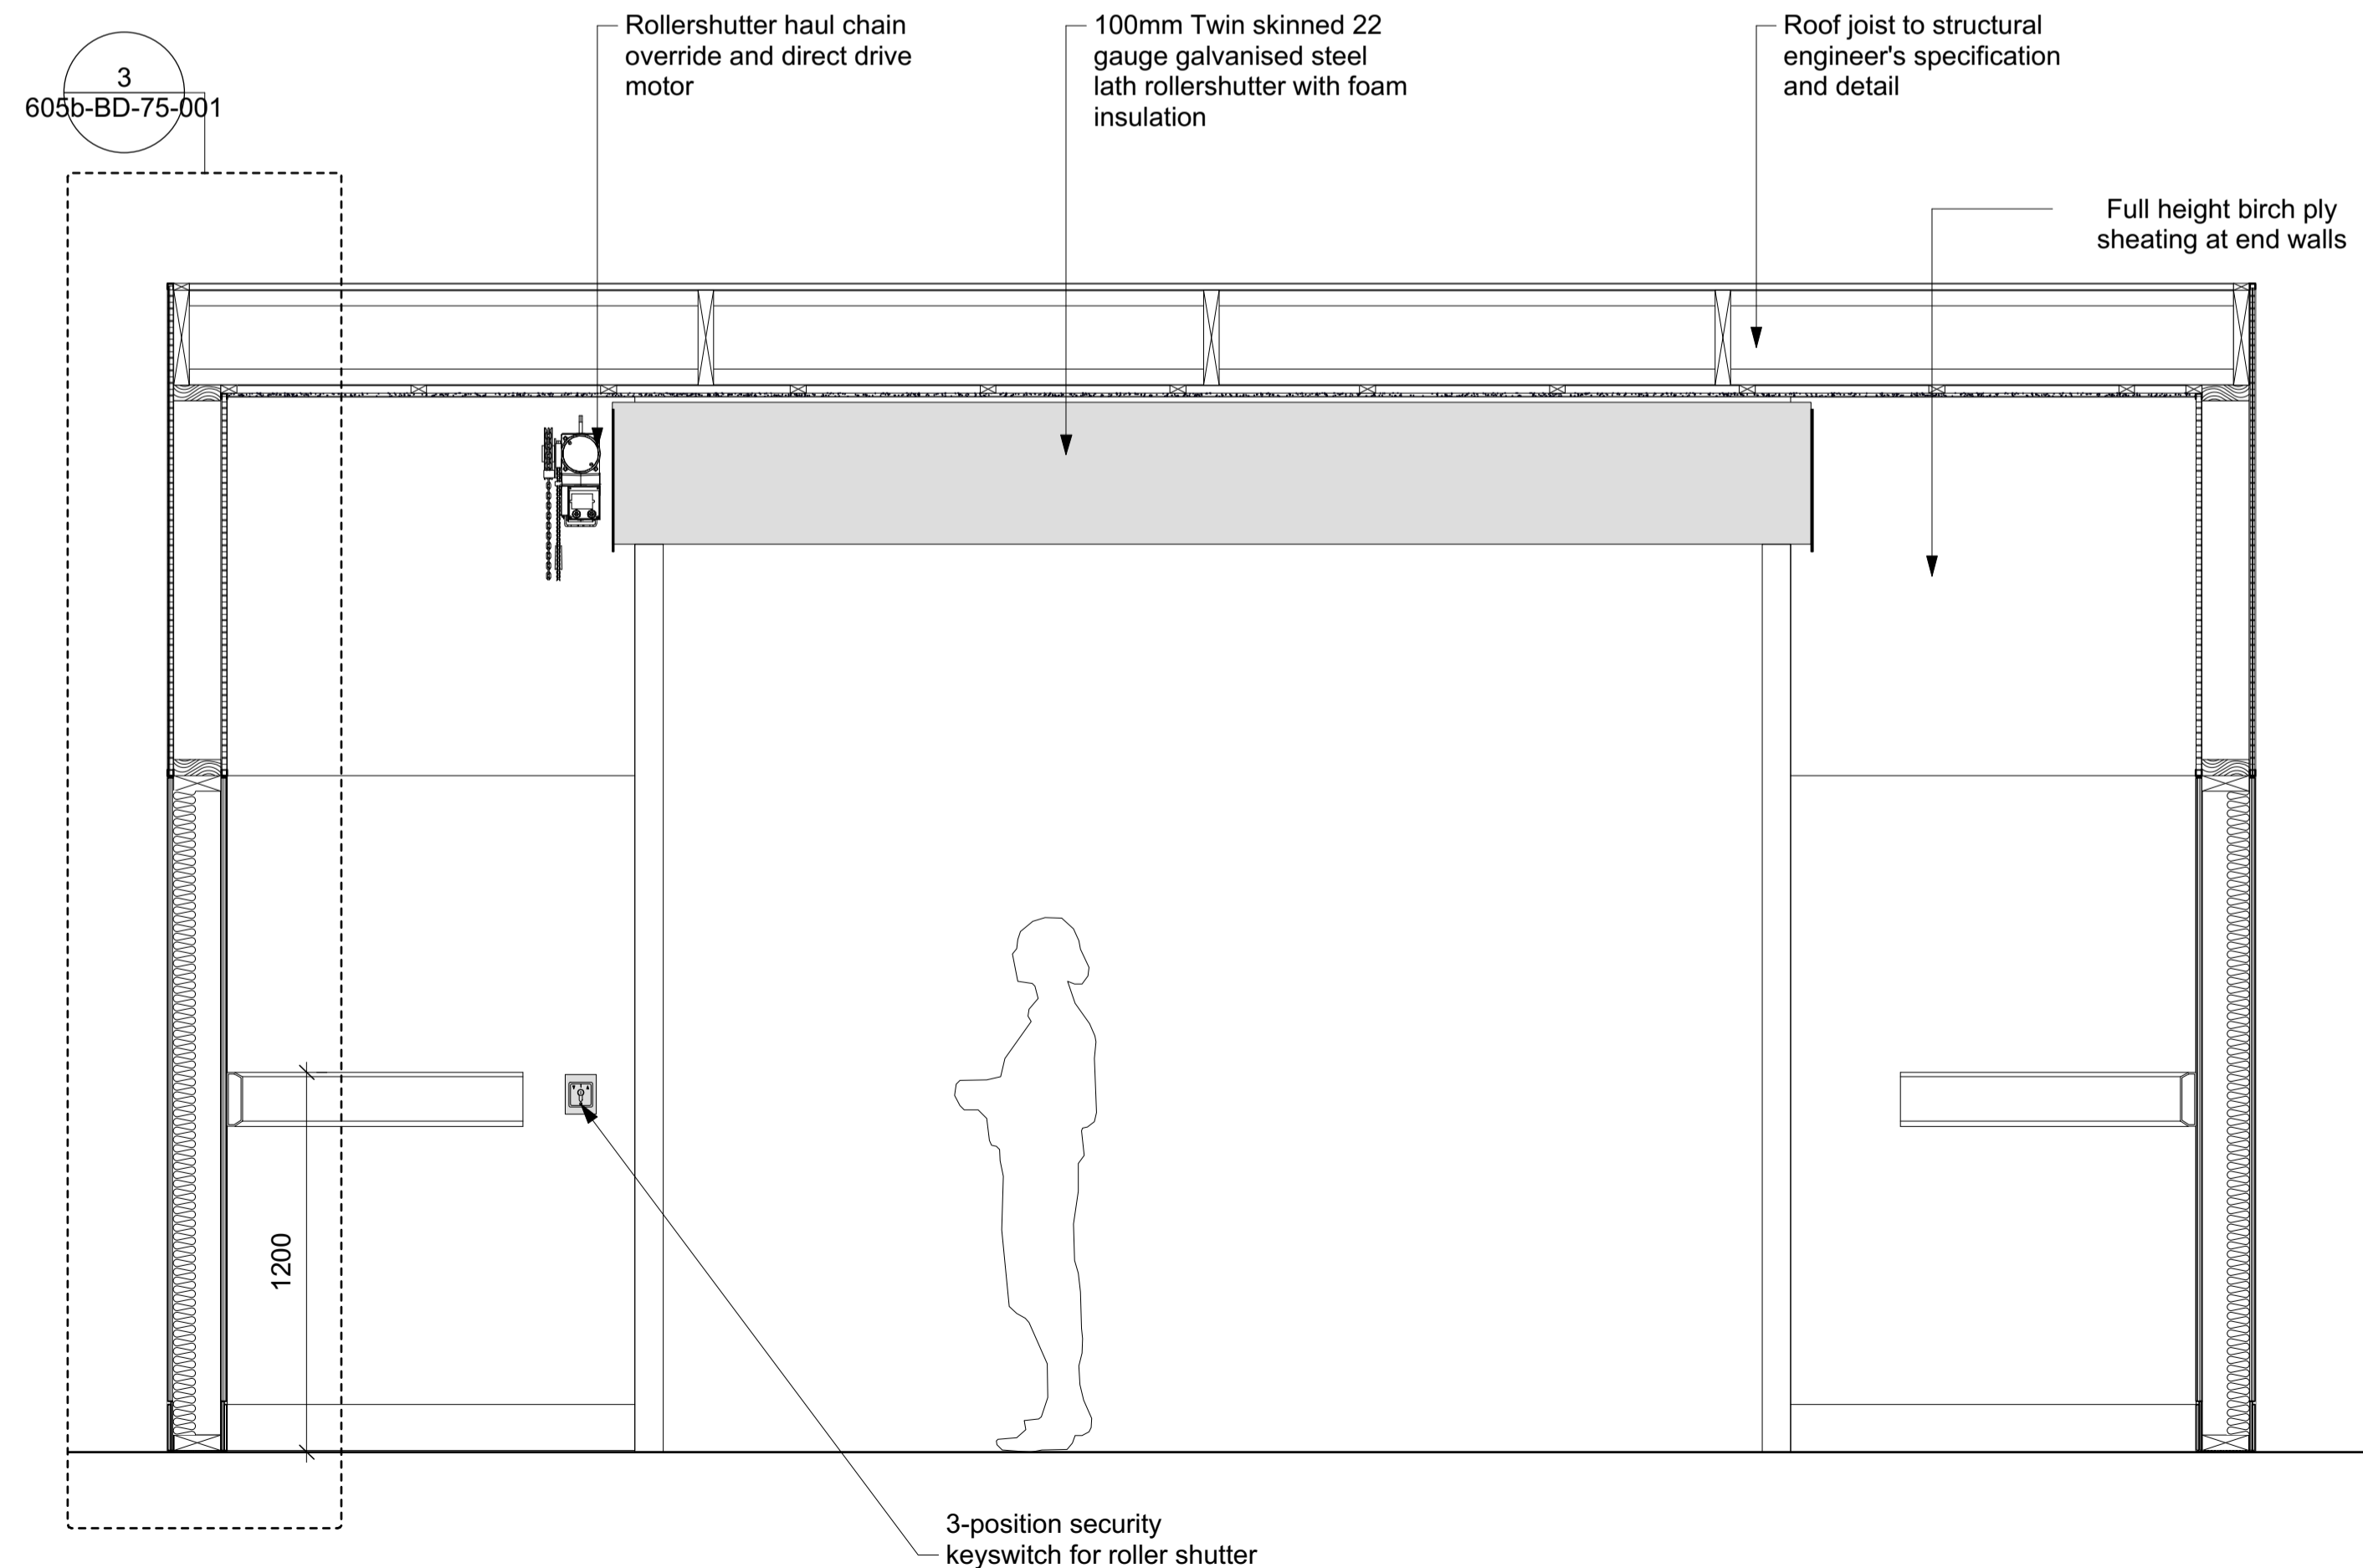 3
605b-BD-75-001
Rollershutter haul chain
override and direct drive
motor
100mm Twin skinned 22
gauge galvanised steel
lath rollershutter with foam
insulation
Roof joist to structural
engineer's specification
and detail
Full height birch ply
sheating at end walls
1200
3-position security
keyswitch for roller shutter